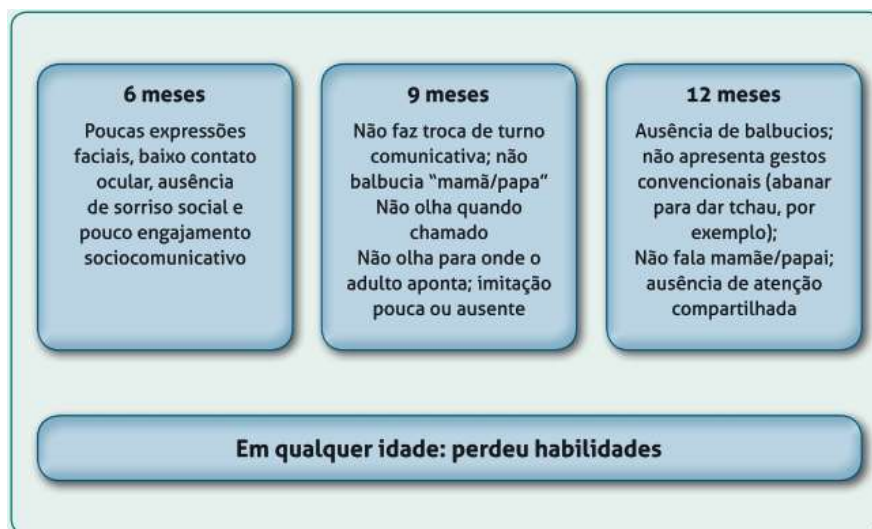 6 meses
Poucas expressões
faciais, baixo contato
ocular, ausência
de sorriso social e
pouco engajamento
sociocomunicativo
9 meses
Não faz troca de turno
comunicativa; não
balbucia “mamã/papa”
Não olha quando
chamado
Não olha para onde o
adulto aponta; imitação
pouca ou ausente
12 meses
Ausência de balbucios;
não apresenta gestos
convencionais (abanar
para dar tchau, por
exemplo);
Não fala mamãe/papai;
ausência de atenção
compartilhada
Em qualquer idade: perdeu habilidades